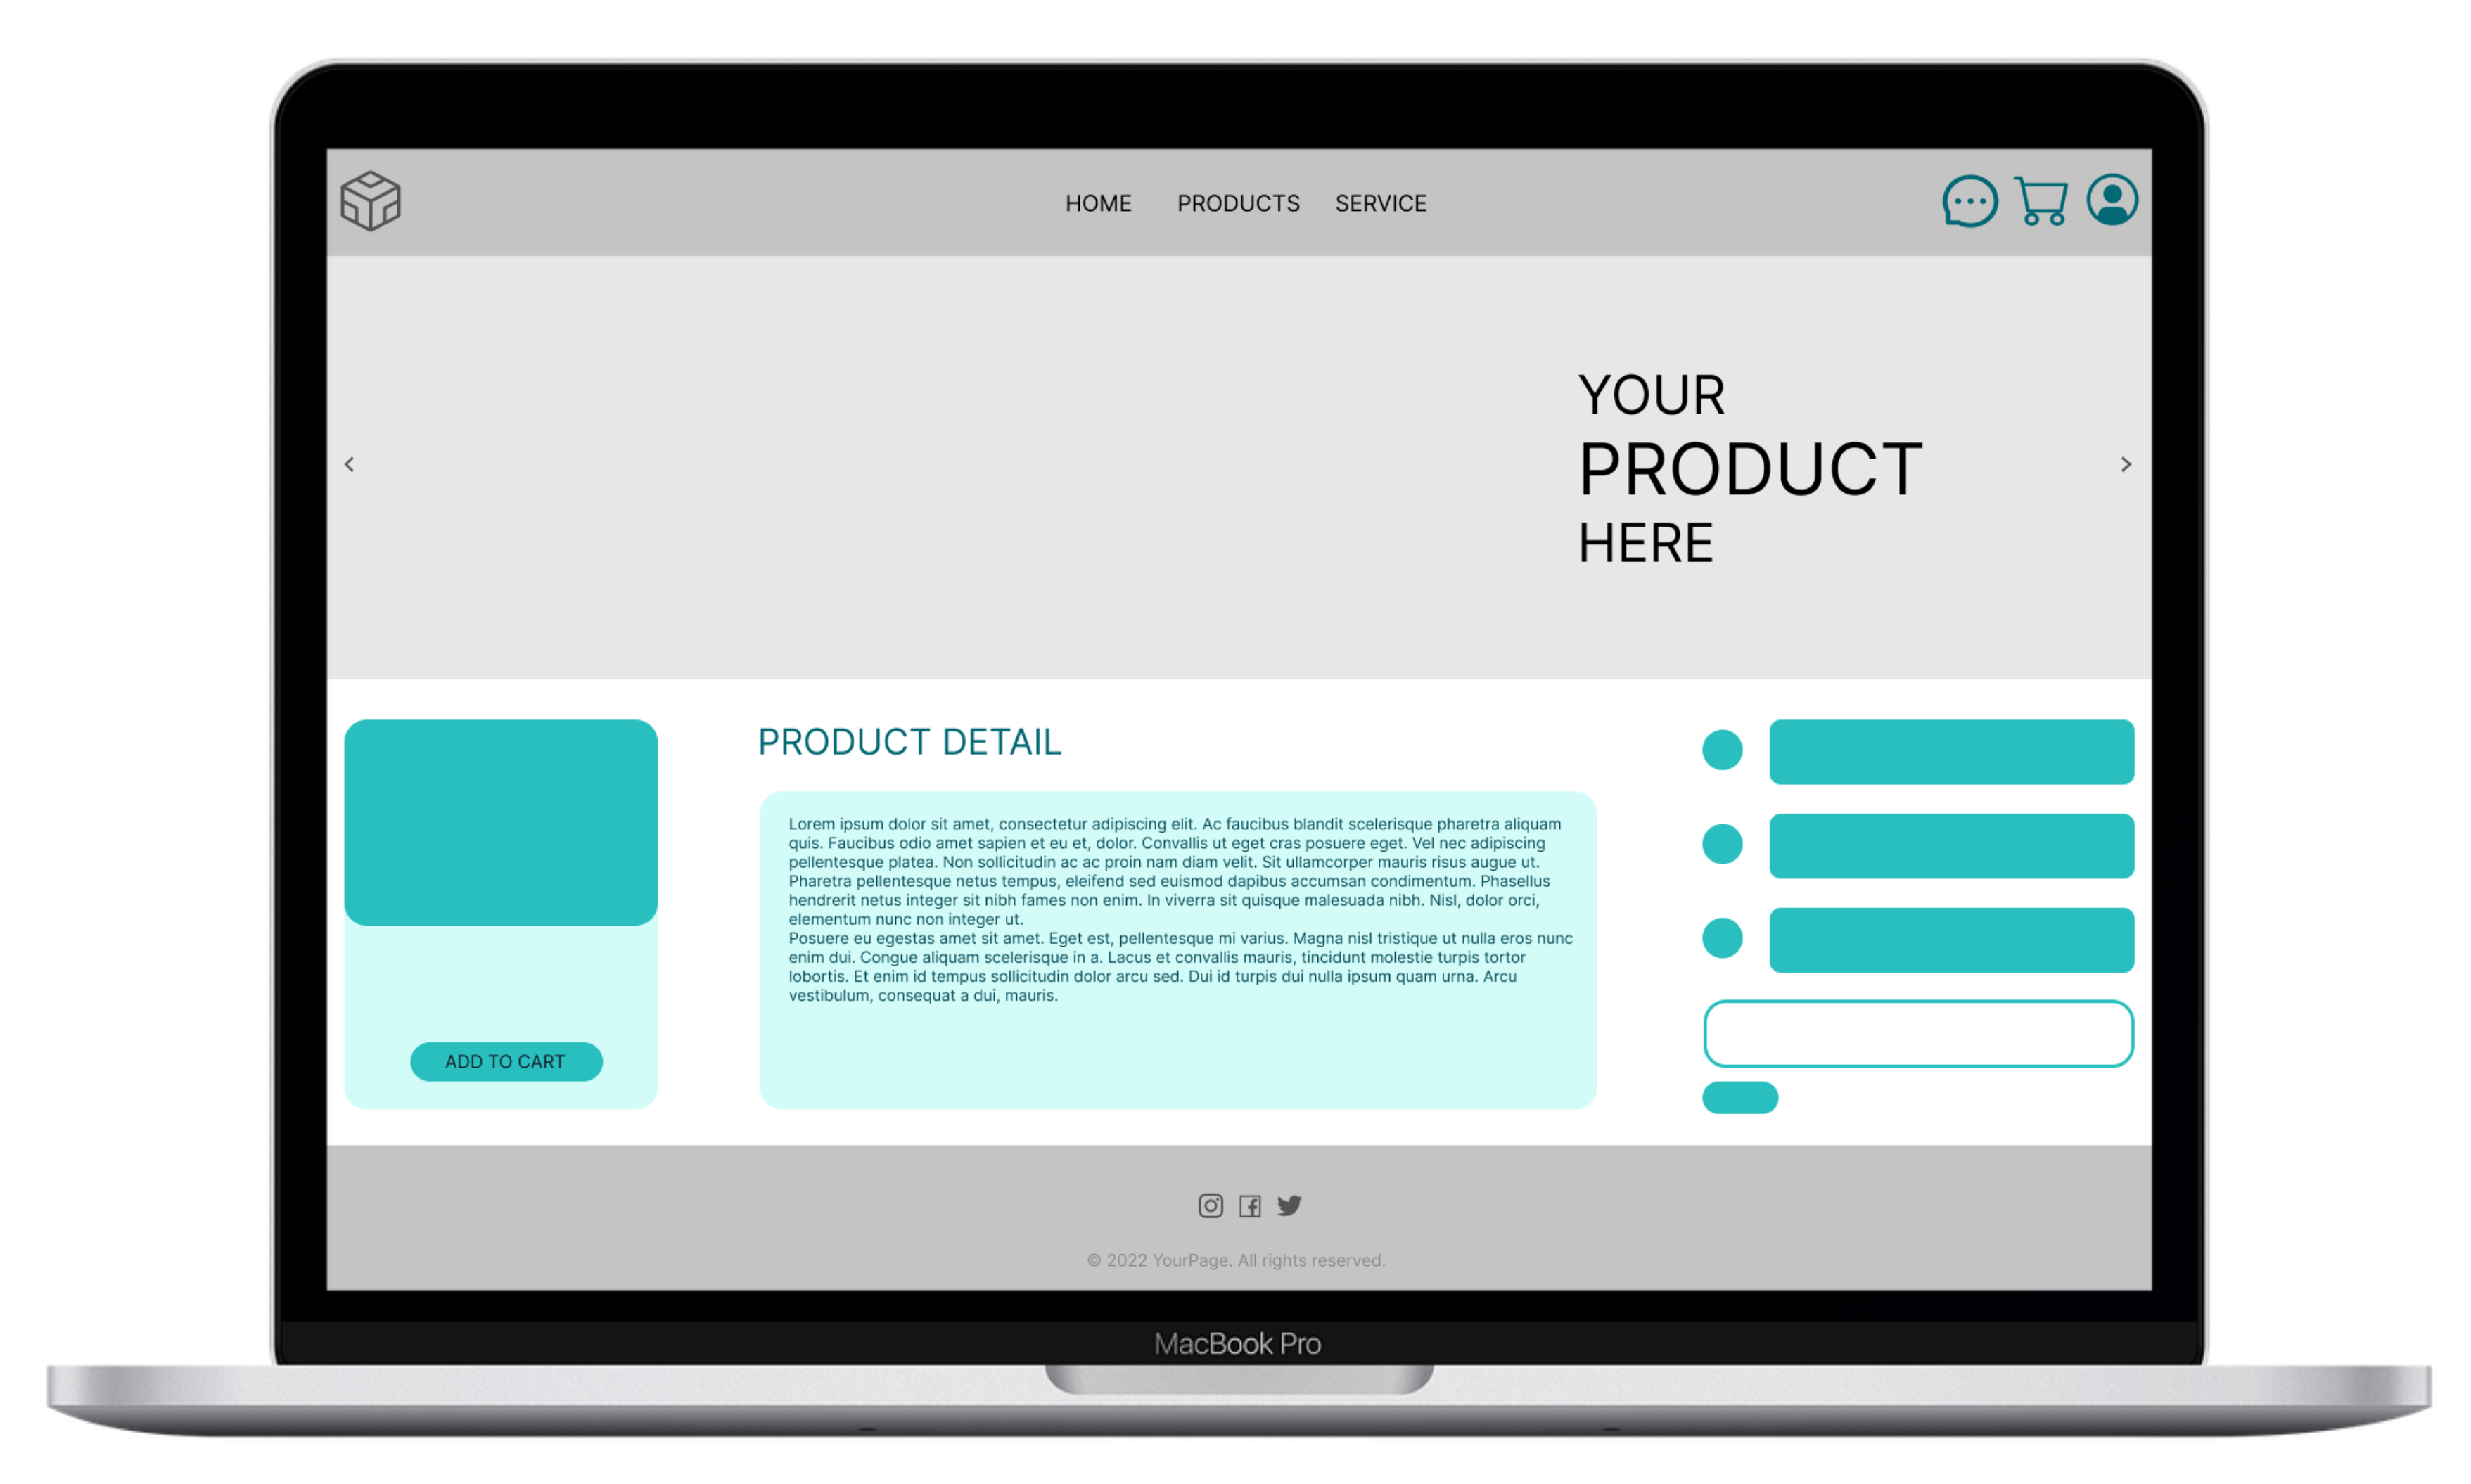 HOME PRODUCTS SERVICE
YOUR
PRODUCT
HERE
ADD TO CART
PRODUCT DETAIL
Lorem ipsum dolor sit amet, consectetur adipiscing elit. Ac faucibus blandit scelerisque pharetra aliquam
quis. Faucibus odio amet sapien et eu et, dolor. Convallis ut eget cras posuere eget. Vel nec adipiscing
pellentesque platea. Non sollicitudin ac ac proin nam diam velit. Sit ullamcorper mauris risus augue ut.
Pharetra pellentesque netus tempus, eleifend sed euismod dapibus accumsan condimentum. Phasellus
hendrerit netus integer sit nibh fames non enim. In viverra sit quisque malesuada nibh. Nisl, dolor orci,
elementum nunc non integer ut.
Posuere eu egestas amet sit amet. Eget est, pellentesque mi varius. Magna nisl tristique ut nulla eros nunc
enim dui. Congue aliquam scelerisque in a. Lacus et convallis mauris, tincidunt molestie turpis tortor
lobortis. Et enim id tempus sollicitudin dolor arcu sed. Dui id turpis dui nulla ipsum quam urna. Arcu
vestibulum, consequat a dui, mauris.
© 2022 YourPage. All rights reserved.
MacBook Pro